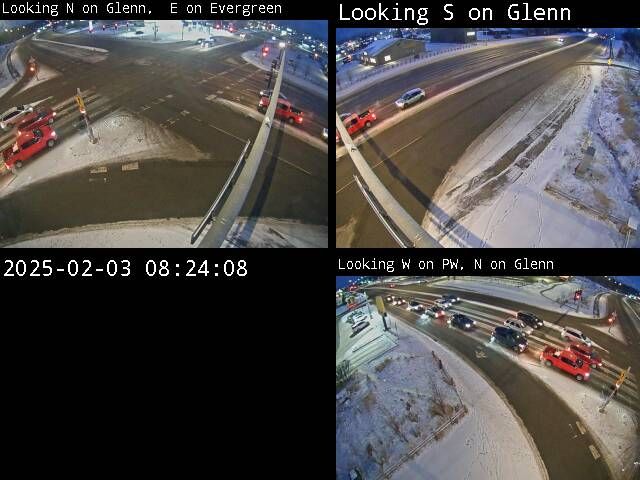 Looking N on Glenn,  E on Evergreen
Looking S on Glenn
2025-02-03 08:24:08
Looking W on PW, N on Glenn